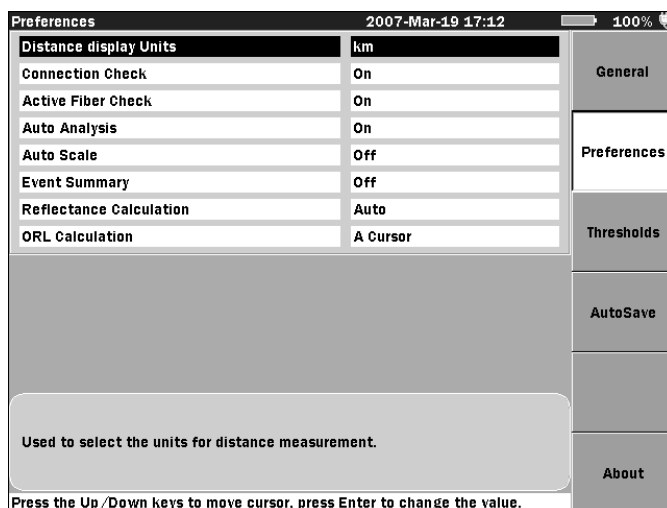 Preferences 2007-Mar-19 17:12 100%
Distance display Units km
Connection Check On
Active Fiber Check On
Auto Analysis On
Auto Scale Off
Event Summary Off
Reflectance Calculation Auto
ORL Calculation A Cursor
General
Preferences
Thresholds
AutoSave
About
Used to select the units for distance measurement.
Press the Up /Down keys to move cursor, press Enter to change the value.